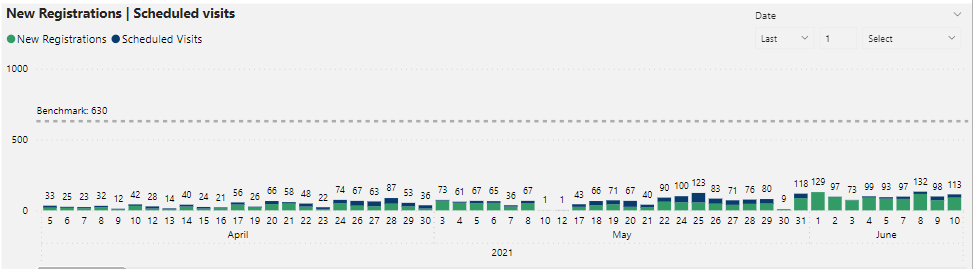 New Registrations | Scheduled visits
Date
New Registrations Scheduled Visits
Last 1 Select
1000
Benchmark: 630
500
33 25 23 32 12 42 28 14 40 24 21 56 26 66 58 48 22 74 67 63 87 53 36 73 61 67 65 36 67 1 1 43 66 71 67 40 90 100 123 83 71 76 80 9 118 129 97 73 99 93 97 132 98 113
0
5 6 7 8 9 10 12 13 14 15 16 17 19 20 21 22 23 24 26 27 28 29 30 3 4 5 6 7 8 10 12 17 18 19 20 21 22 24 25 26 27 28 29 30 31 1 2 3 4 5 7 8 9 10
April May June
2021